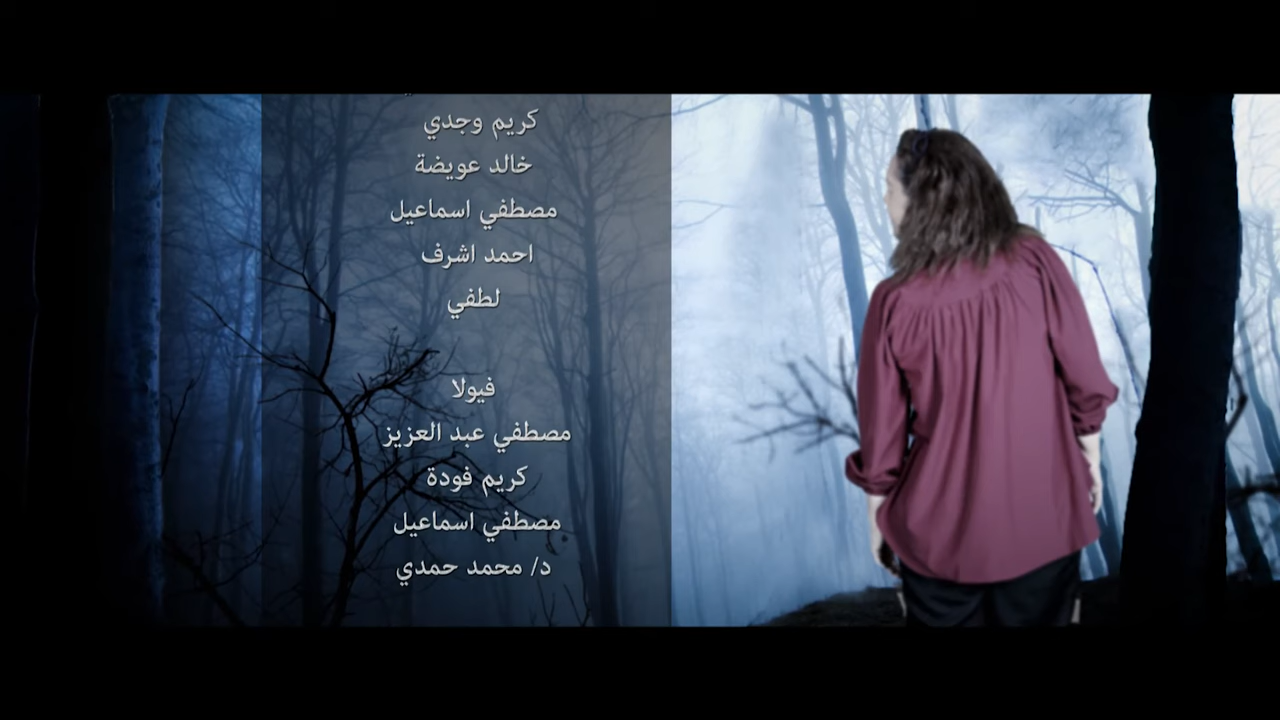 كريم وجدي
خالد عويضة
مصطفي اسماعيل
احمد اشرف
لطفي
فيولا
مصطفي عبد العزيز
كريم فودة
مصطفي اسماعيل
د/ محمد حمدي